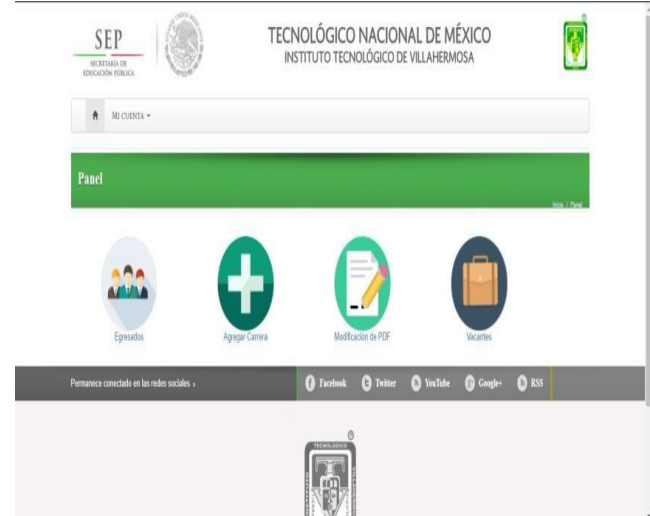 SEP
SECRETARÍA DE
EDUCACIÓN PÚBLICA
TECNOLÓGICO NACIONAL DE MÉXICO
INSTITUTO TECNOLÓGICO DE VILLAHERMOSA
MI CUENTA
Panel
Inicio / Panel
Egresados
Agregar Carrera
Modificación de PDF
Vacantes
Permanece conectado en las redes sociales ›
Facebook Twitter YouTube Google+ RSS
TECNOLOGICO